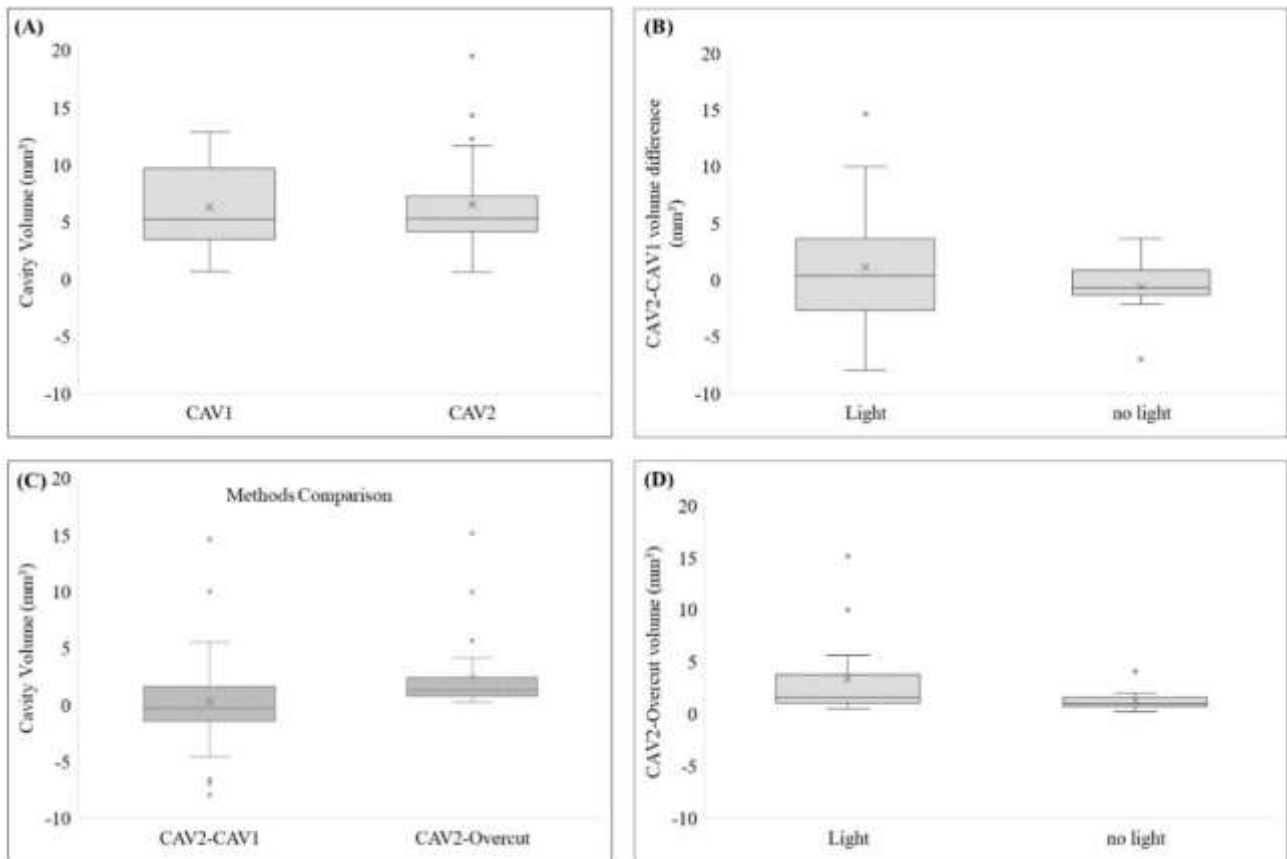 (A)
20
15
10
5
0
-5
-10
Cavity Volume (mm³)
CAV1 CAV2
(B)
20
15
10
5
0
-5
-10
CAV2-CAV1 volume difference
(mm³)
Light no light
(C)
Methods Comparison
20
15
10
5
0
-5
-10
Cavity Volume (mm³)
CAV2-CAV1 CAV2-Overcut
(D)
20
15
10
5
0
-5
-10
CAV2-Overcut volume (mm³)
Light no light